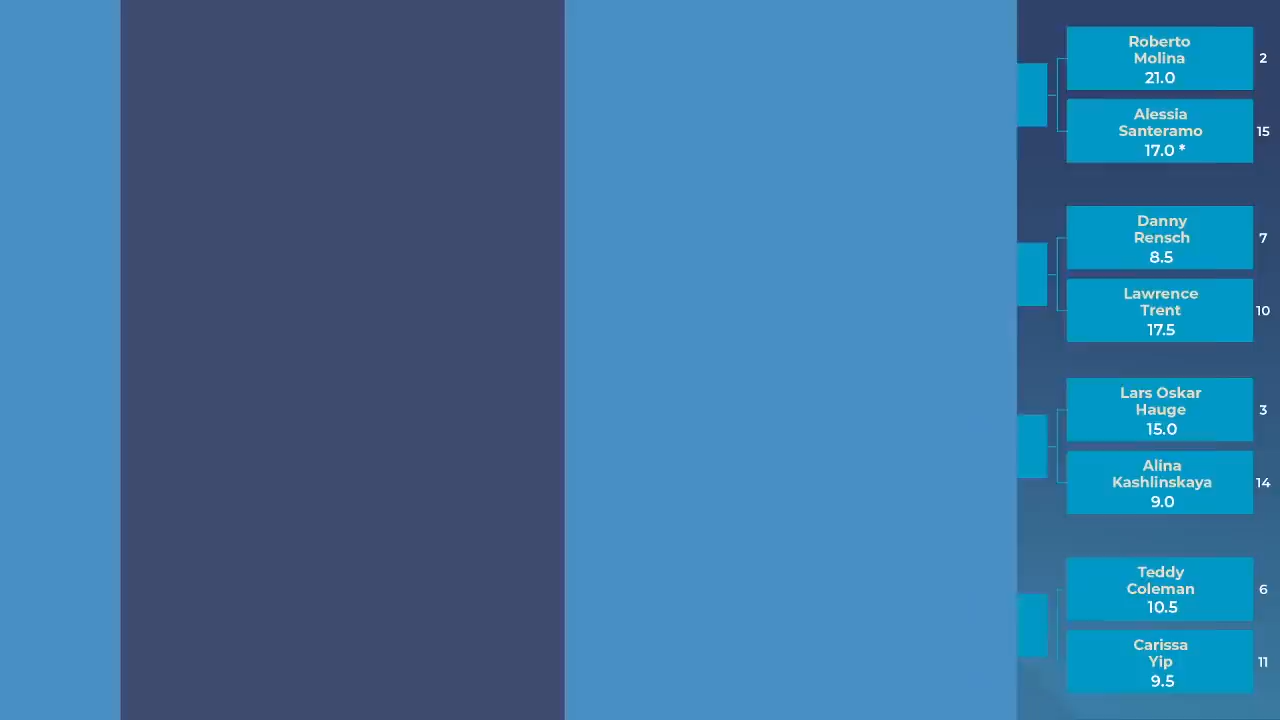 Roberto
Molina
21.0
2
Alessia
Santeramo
17.0 *
15
Danny
Rensch
8.5
7
Lawrence
Trent
17.5
10
Lars Oskar
Hauge
15.0
3
Alina
Kashlinskaya
9.0
14
Teddy
Coleman
10.5
6
Carissa
Yip
9.5
11